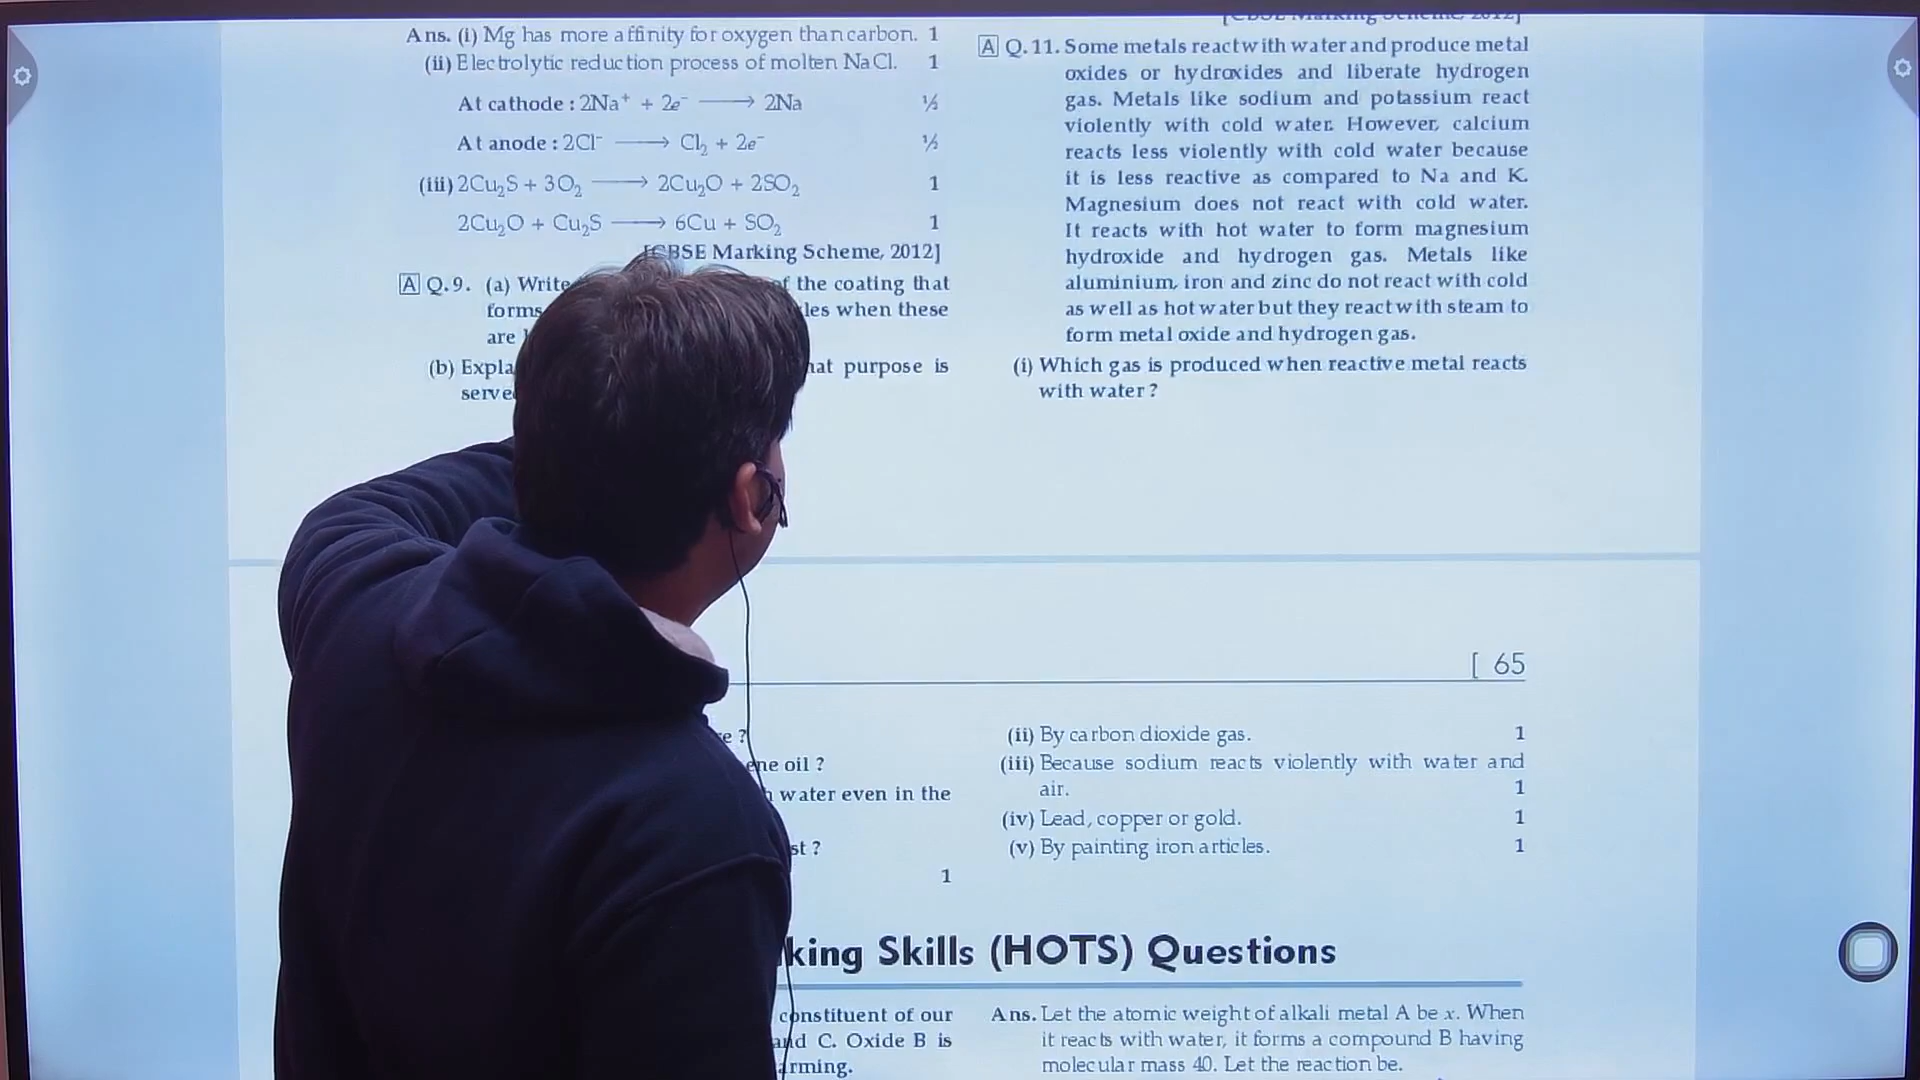 Ans. (i) Mg has more affinity for oxygen than carbon. 1
(ii) Electrolytic reduction process of molten NaCl. 1
At cathode : 2Na⁺ + 2e⁻ ⟶ 2Na ½
At anode : 2Cl⁻ ⟶ Cl₂ + 2e⁻ ½
(iii) 2Cu₂S + 3O₂ ⟶ 2Cu₂O + 2SO₂ 1
2Cu₂O + Cu₂S ⟶ 6Cu + SO₂ 1
[CBSE Marking Scheme, 2012]
A Q.9. (a) Write of the coating that
forms when these
are
(b) purpose is
[CBSE Marking Scheme, 2012]
A Q. 11. Some metals react with water and produce metal
oxides or hydroxides and liberate hydrogen
gas. Metals like sodium and potassium react
violently with cold water. However, calcium
reacts less violently with cold water because
it is less reactive as compared to Na and K.
Magnesium does not react with cold water.
It reacts with hot water to form magnesium
hydroxide and hydrogen gas. Metals like
aluminium, iron and zinc do not react with cold
as well as hot water but they react with steam to
form metal oxide and hydrogen gas.
(i) Which gas is produced when reactive metal reacts
with water ?
[ 65
oil ?
water even in the
1
(ii) By carbon dioxide gas. 1
(iii) Because sodium reacts violently with water and
air. 1
(iv) Lead, copper or gold. 1
(v) By painting iron articles. 1
Skills (HOTS) Questions
constituent of our
and C. Oxide B is
Ans. Let the atomic weight of alkali metal A be x. When
it reacts with water, it forms a compound B having
molecular mass 40. Let the reaction be.